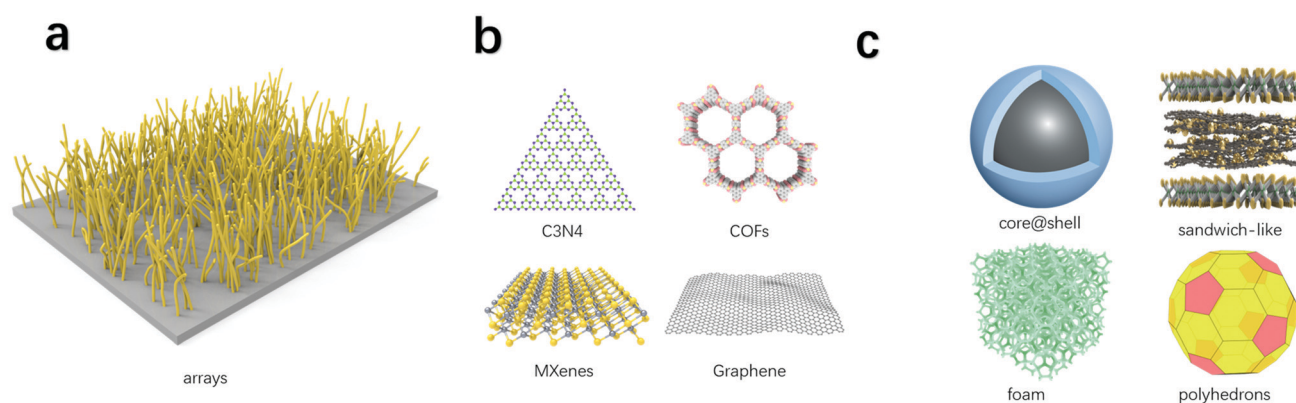 a
arrays
b
C3N4
COFs
MXenes
Graphene
c
core@shell
sandwich-like
foam
polyhedrons